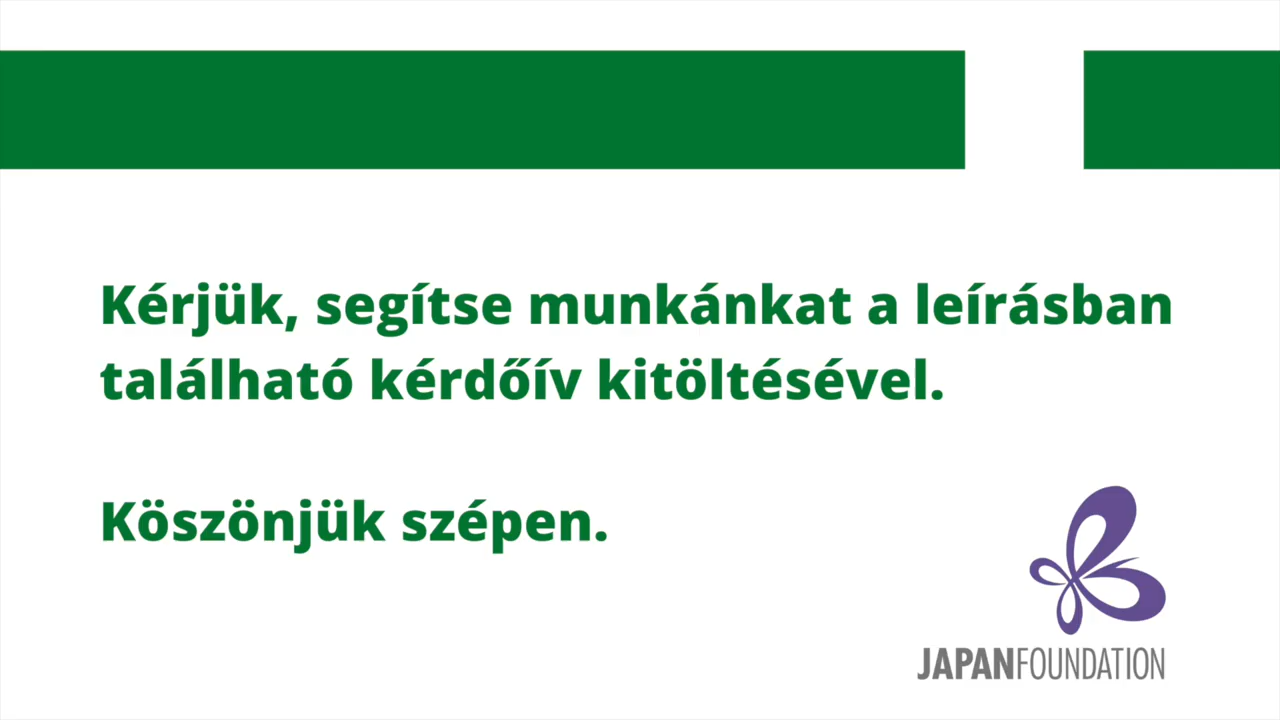 Kérjük, segítse munkánkat a leírásban
található kérdőív kitöltésével.
Köszönjük szépen.
JAPANFOUNDATION